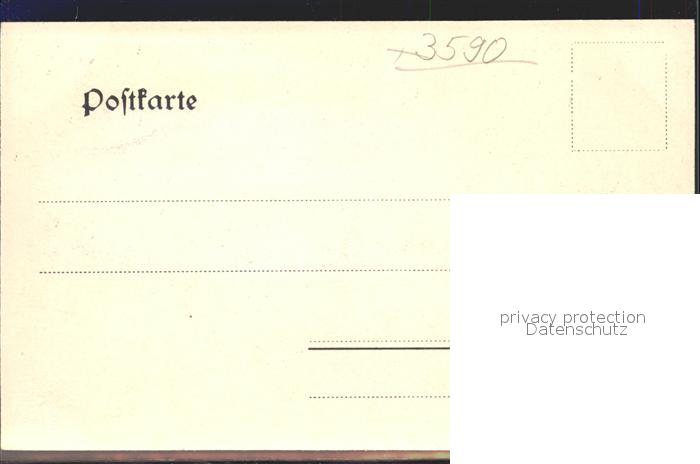 3590
Poſtkarte
privacy protection
Datenschutz